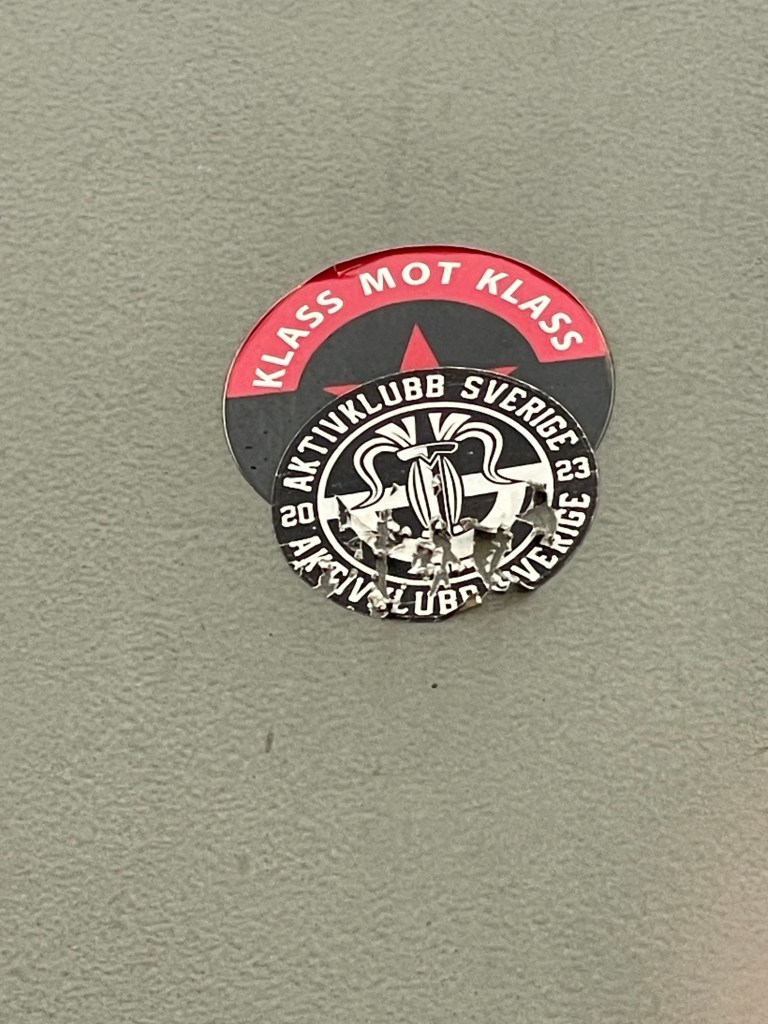 KLASS MOT KLASS
AKTIVKLUBB SVERIGE
20 23
AKTIVKLUBB SVERIGE